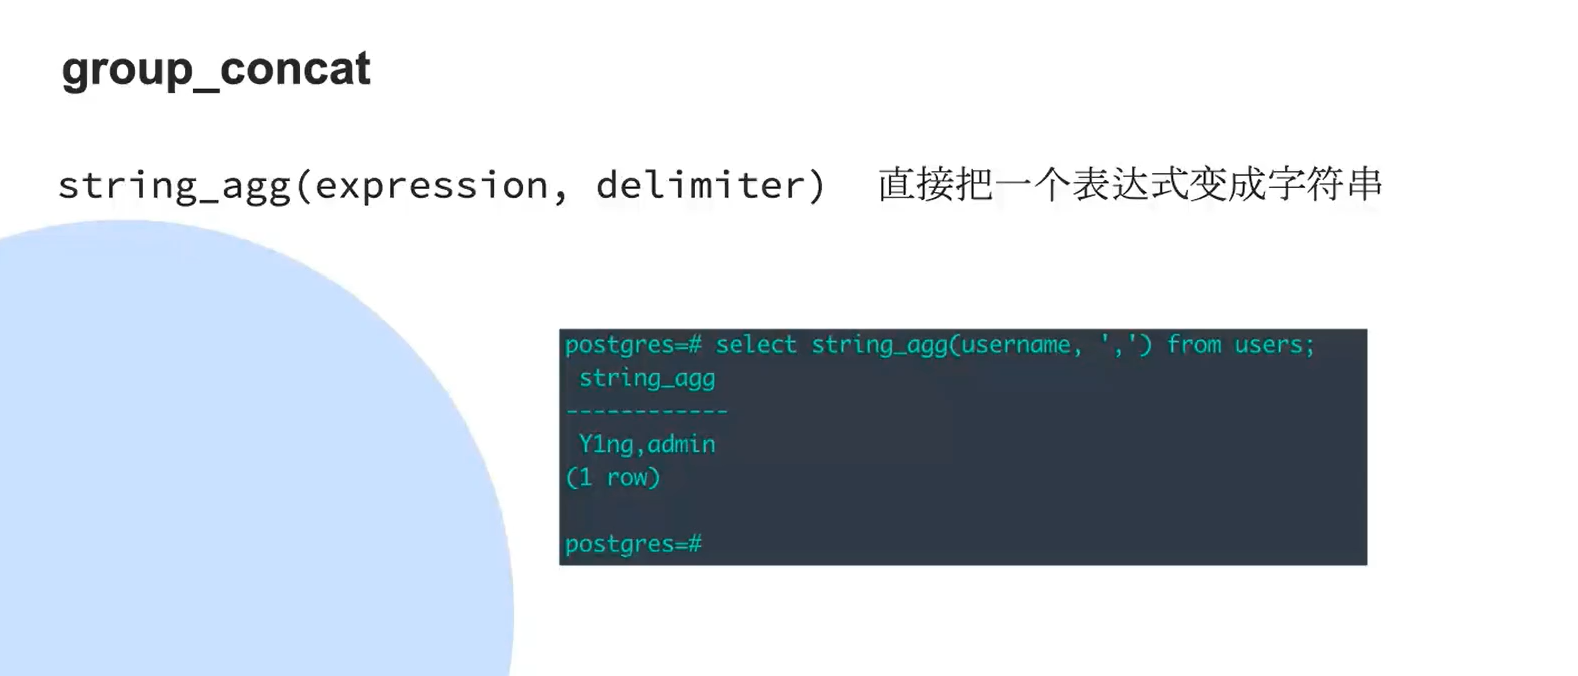 group_concat
string_agg(expression, delimiter) 直接把一个表达式变成字符串
postgres=# select string_agg(username, ',') from users;
string_agg
------------
Y1ng,admin
(1 row)
postgres=#